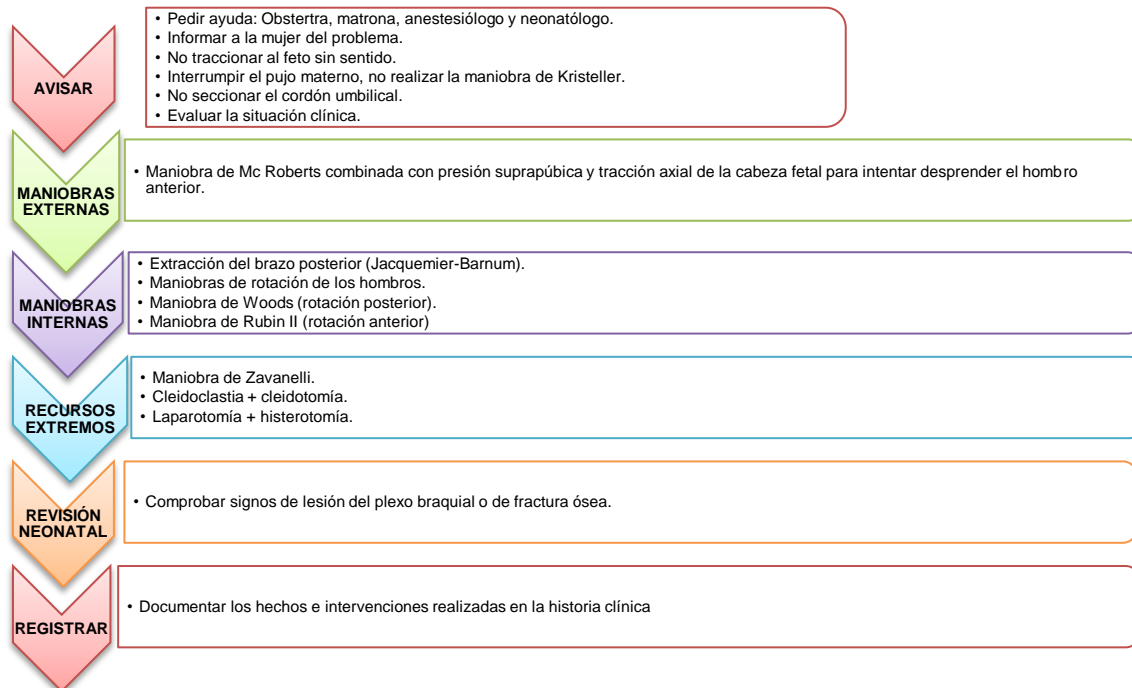 AVISAR
• Pedir ayuda: Obstertra, matrona, anestesiólogo y neonatólogo.
• Informar a la mujer del problema.
• No traccionar al feto sin sentido.
• Interrumpir el pujo materno, no realizar la maniobra de Kristeller.
• No seccionar el cordón umbilical.
• Evaluar la situación clínica.
MANIOBRAS
EXTERNAS
• Maniobra de Mc Roberts combinada con presión suprapúbica y tracción axial de la cabeza fetal para intentar desprender el hombro
anterior.
MANIOBRAS
INTERNAS
• Extracción del brazo posterior (Jacquemier-Barnum).
• Maniobras de rotación de los hombros.
• Maniobra de Woods (rotación posterior).
• Maniobra de Rubin II (rotación anterior)
RECURSOS
EXTREMOS
• Maniobra de Zavanelli.
• Cleidoclastia + cleidotomía.
• Laparotomía + histerotomía.
REVISIÓN
NEONATAL
• Comprobar signos de lesión del plexo braquial o de fractura ósea.
REGISTRAR
• Documentar los hechos e intervenciones realizadas en la historia clínica